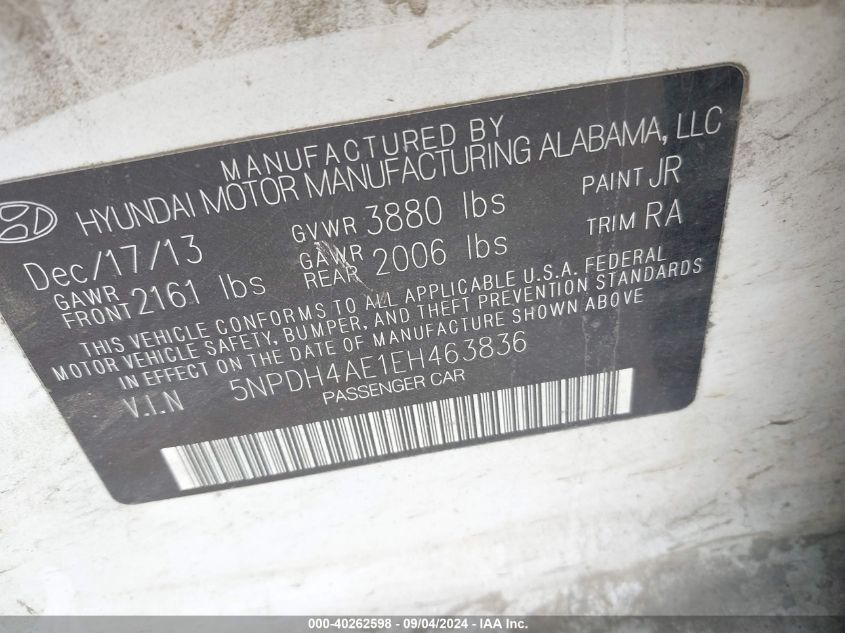 MANUFACTURED BY
HYUNDAI MOTOR MANUFACTURING ALABAMA, LLC
Dec/17/13 GVWR 3880 lbs PAINT JR
GAWR FRONT 2161 lbs GAWR REAR 2006 lbs TRIM RA
THIS VEHICLE CONFORMS TO ALL APPLICABLE U.S.A. FEDERAL
MOTOR VEHICLE SAFETY, BUMPER, AND THEFT PREVENTION STANDARDS
IN EFFECT ON THE DATE OF MANUFACTURE SHOWN ABOVE
V.I.N 5NPDH4AE1EH463836
PASSENGER CAR
000-40262598 - 09/04/2024 - IAA Inc.